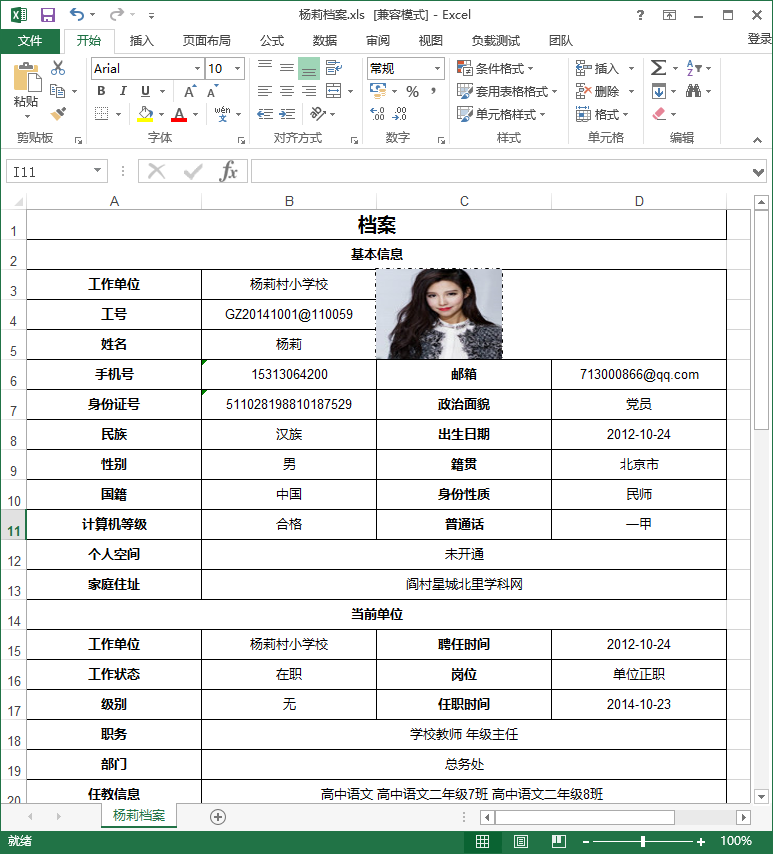 杨莉档案.xls [兼容模式] - Excel
文件 开始 插入 页面布局 公式 数据 审阅 视图 负载测试 团队 登录
粘贴 Arial 10 常规 条件格式 插入
B I U % 套用表格格式 删除
A wén 文 单元格样式 格式
剪贴板 字体 对齐方式 数字 样式 单元格 编辑
I11 fx
A B C D
1 档案
2 基本信息
3 工作单位 杨莉村小学校
4 工号 GZ20141001@110059
5 姓名 杨莉
6 手机号 15313064200 邮箱 713000866@qq.com
7 身份证号 511028198810187529 政治面貌 党员
8 民族 汉族 出生日期 2012-10-24
9 性别 男 籍贯 北京市
10 国籍 中国 身份性质 民师
11 计算机等级 合格 普通话 一甲
12 个人空间 未开通
13 家庭住址 阎村星城北里学科网
14 当前单位
15 工作单位 杨莉村小学校 聘任时间 2012-10-24
16 工作状态 在职 岗位 单位正职
17 级别 无 任职时间 2014-10-23
18 职务 学校教师 年级主任
19 部门 总务处
20 任教信息 高中语文 高中语文二年级7班 高中语文二年级8班
杨莉档案
就绪 100%